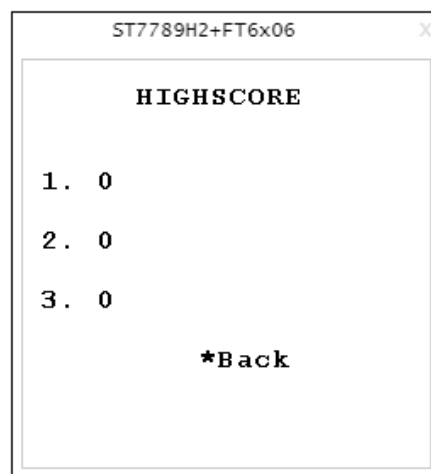 ST7789H2+FT6x06 X
HIGHSCORE
1. 0
2. 0
3. 0
*Back